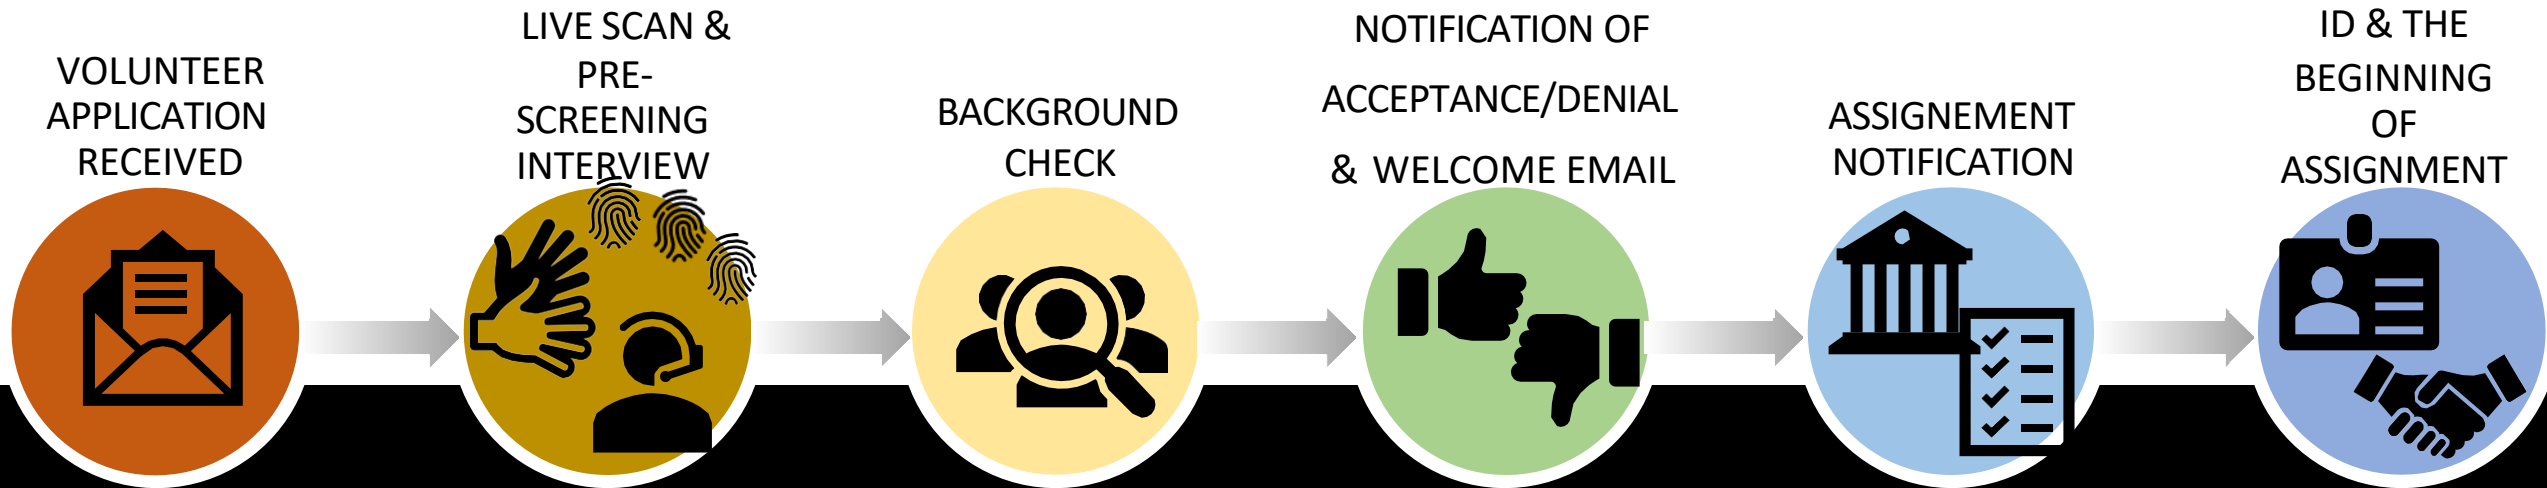 VOLUNTEER
APPLICATION
RECEIVED
LIVE SCAN &
PRE-
SCREENING
INTERVIEW
BACKGROUND
CHECK
NOTIFICATION OF
ACCEPTANCE/DENIAL
& WELCOME EMAIL
ASSIGNEMENT
NOTIFICATION
ID & THE
BEGINNING
OF
ASSIGNMENT